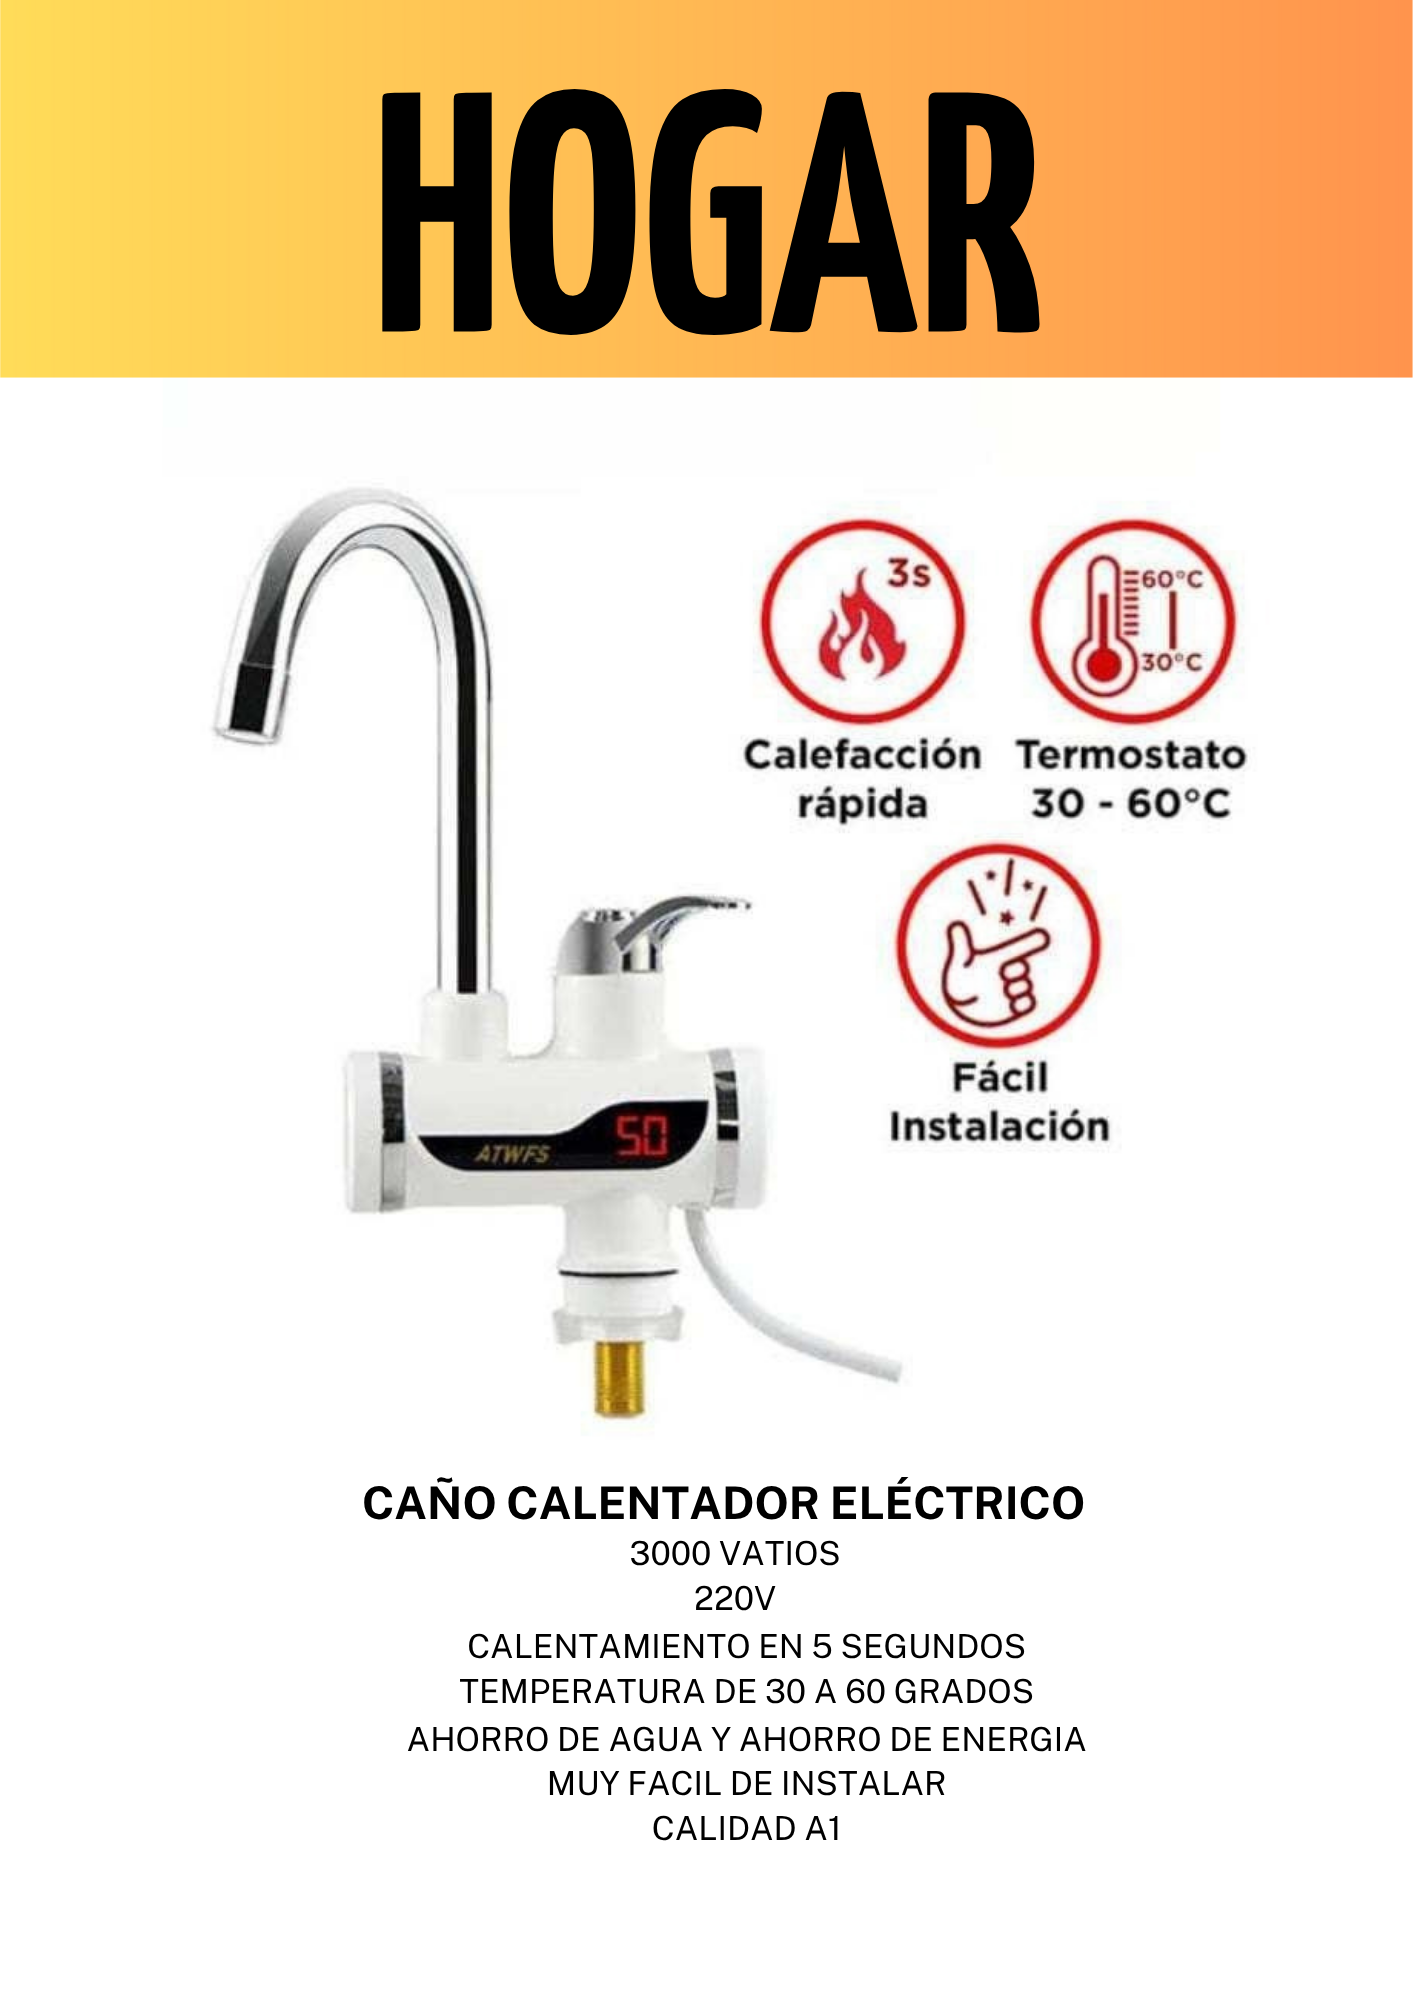 HOGAR
3s
60°C
30°C
Calefacción
rápida
Termostato
30 - 60°C
Fácil
Instalación
ATWFS
50
CAÑO CALENTADOR ELÉCTRICO
3000 VATIOS
220V
CALENTAMIENTO EN 5 SEGUNDOS
TEMPERATURA DE 30 A 60 GRADOS
AHORRO DE AGUA Y AHORRO DE ENERGIA
MUY FACIL DE INSTALAR
CALIDAD A1